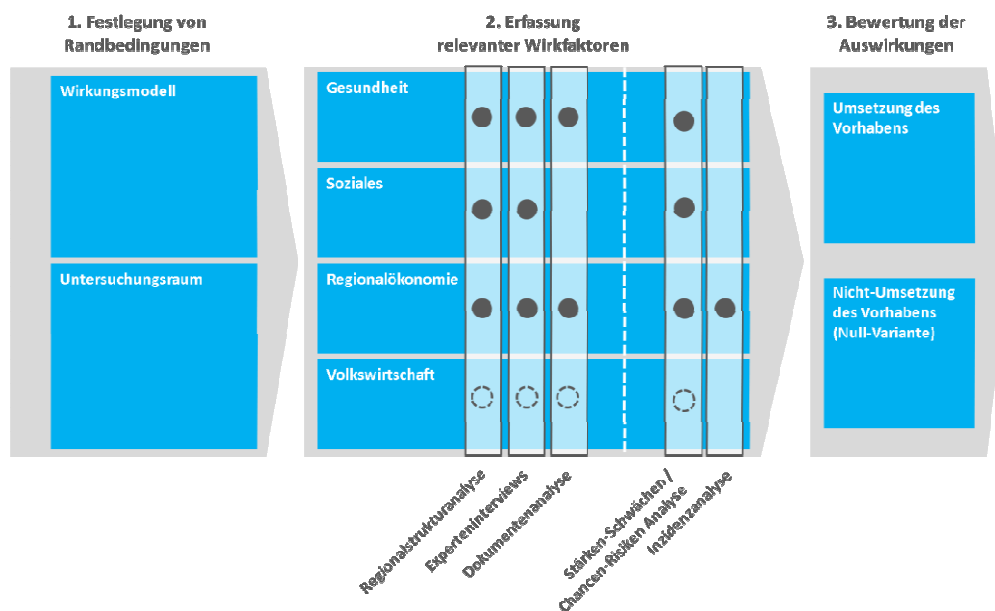 1. Festlegung von
Randbedingungen
2. Erfassung
relevanter Wirkfaktoren
3. Bewertung der
Auswirkungen
Wirkungsmodell
Untersuchungsraum
Gesundheit
Soziales
Regionalökonomie
Volkswirtschaft
Umsetzung des
Vorhabens
Nicht-Umsetzung
des Vorhabens
(Null-Variante)
Regionalstrukturanalyse
Experteninterviews
Dokumentenanalyse
Stärken-Schwächen /
Chancen-Risiken Analyse
Inzidenzanalyse